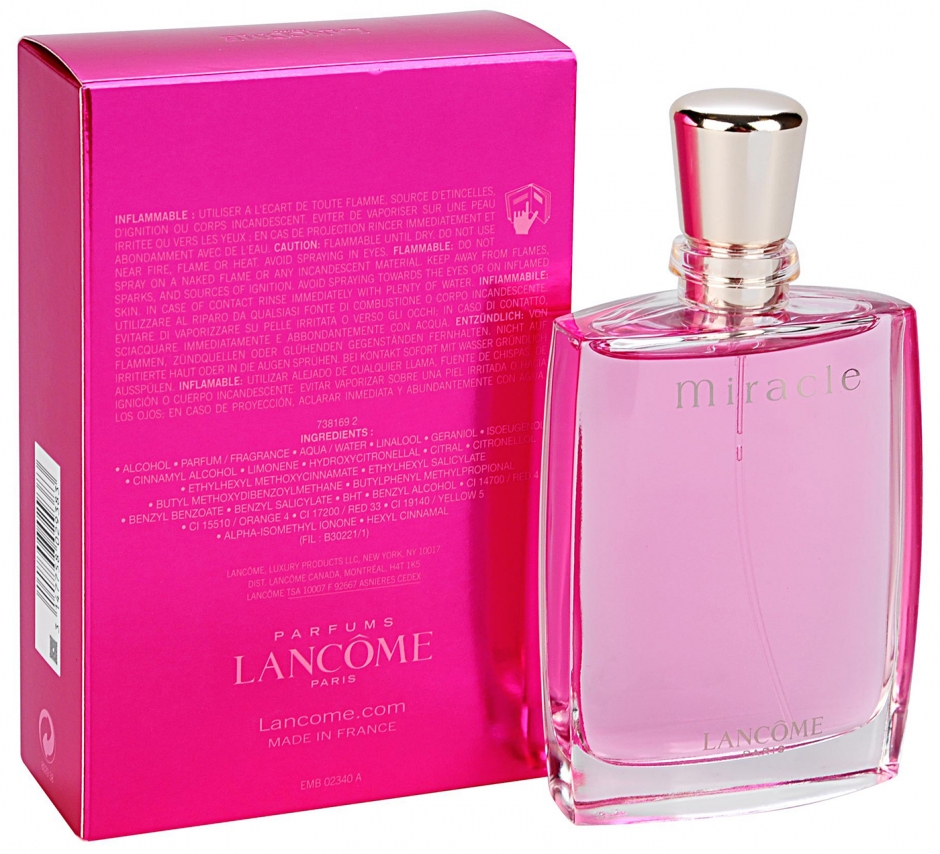 LANCÔME
INFLAMMABLE : UTILISER A L'ECART DE TOUTE FLAMME, SOURCE D'ETINCELLES,
D'IGNITION OU CORPS INCANDESCENT. EVITER DE VAPORISER SUR UNE PEAU
IRRITEE OU VERS LES YEUX ; EN CAS DE PROJECTION RINCER IMMEDIATEMENT ET
ABONDAMMENT AVEC DE L'EAU. CAUTION: FLAMMABLE UNTIL DRY. DO NOT USE
NEAR FIRE, FLAME OR HEAT. AVOID SPRAYING IN EYES. FLAMMABLE: DO NOT
SPRAY ON A NAKED FLAME OR ANY INCANDESCENT MATERIAL. KEEP AWAY FROM FLAMES,
SPARKS, AND SOURCES OF IGNITION. AVOID SPRAYING TOWARDS THE EYES OR ON INFLAMED
SKIN. IN CASE OF CONTACT RINSE IMMEDIATELY WITH PLENTY OF WATER. INFIAMMABILE:
UTILIZZARE AL RIPARO DA QUALSIASI FONTE DI COMBUSTIONE O CORPO INCANDESCENTE.
EVITARE DI VAPORIZZARE SU PELLE IRRITATA O VERSO GLI OCCHI; IN CASO DI CONTATTO,
SCIACQUARE IMMEDIATAMENTE E ABBONDANTEMENTE CON ACQUA. ENTZÜNDLICH: VON
FLAMMEN, ZÜNDQUELLEN ODER GLÜHENDEN GEGENSTÄNDEN FERNHALTEN. NICHT AUF
IRRITIERTE HAUT ODER IN DIE AUGEN SPRÜHEN. BEI KONTAKT SOFORT MIT WASSER
AUSSPÜLEN. INFLAMABLE: UTILIZAR ALEJADO DE CUALQUIER LLAMA, FUENTE DE CHISPAS, DE
IGNICIÓN O CUERPO INCANDESCENTE. EVITAR VAPORIZAR SOBRE UNA PIEL IRRITADA O
LOS OJOS; EN CASO DE PROYECCIÓN, ACLARAR INMEDIATA Y ABUNDANTEMENTE CON
738169 2
INGREDIENTS :
• ALCOHOL • PARFUM / FRAGRANCE • AQUA / WATER • LINALOOL • GERANIOL • ISOEUGENOL
• CINNAMYL ALCOHOL • LIMONENE • HYDROXYCITRONELLAL • CITRAL • CITRONELLOL
• ETHYLHEXYL METHOXYCINNAMATE • ETHYLHEXYL SALICYLATE
• BUTYL METHOXYDIBENZOYLMETHANE • BUTYLPHENYL METHYLPROPIONAL
• BENZYL BENZOATE • BENZYL SALICYLATE • BHT • BENZYL ALCOHOL • CI 14700 / RED 4
• CI 15510 / ORANGE 4 • CI 17200 / RED 33 • CI 19140 / YELLOW 5
• ALPHA-ISOMETHYL IONONE • HEXYL CINNAMAL
(FIL : B30221/1)
LANCÔME, LUXURY PRODUCTS LLC, NEW YORK, NY 10017
DIST. LANCÔME CANADA, MONTRÉAL, H4T 1K5
LANCÔME TSA 10007 F 92667 ASNIERES CEDEX
PARFUMS
LANCÔME
PARIS
Lancome.com
MADE IN FRANCE
EMB 02340 A
miracle
LANCÔME
PARIS